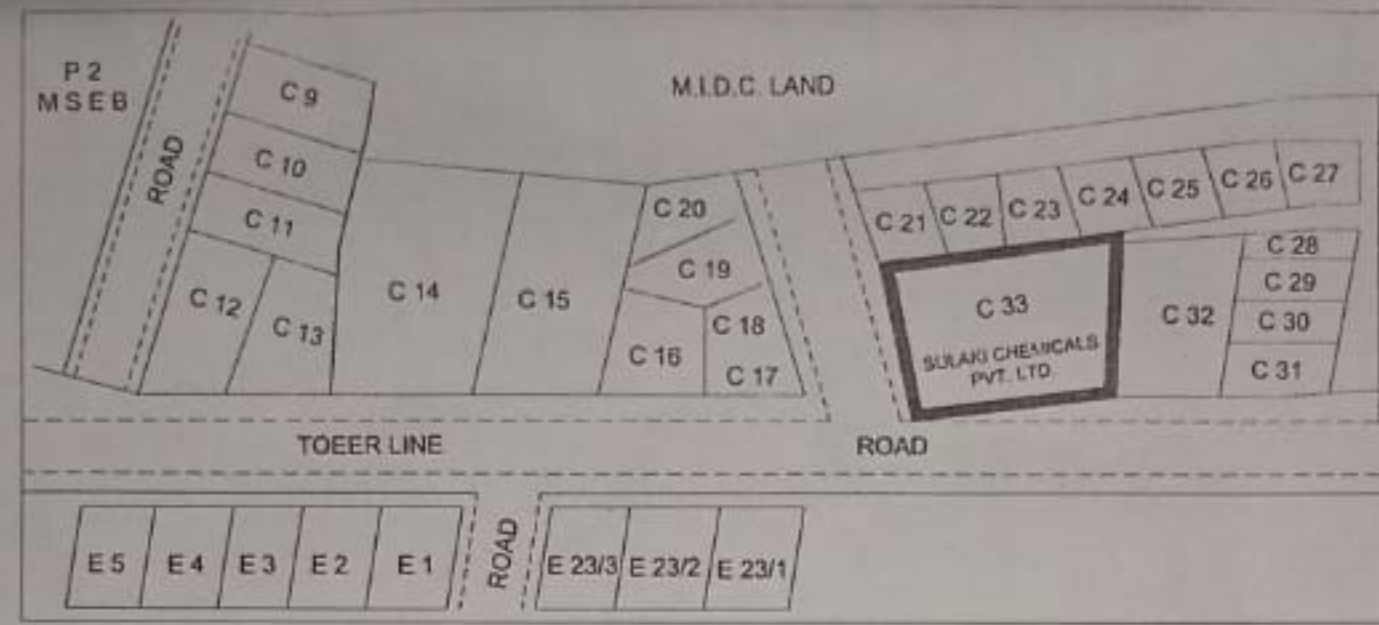 P 2
M S E B
ROAD
C 9
C 10
C 11
C 12
C 13
M.I.D.C. LAND
C 14
C 15
C 20
C 19
C 18
C 16
C 17
C 21
C 22
C 23
C 24
C 25
C 26
C 27
C 28
C 29
C 30
C 31
C 32
C 33
SULAKI CHEMICALS
PVT. LTD
TOEER LINE
ROAD
E 5
E 4
E 3
E 2
E 1
ROAD
E 23/3
E 23/2
E 23/1